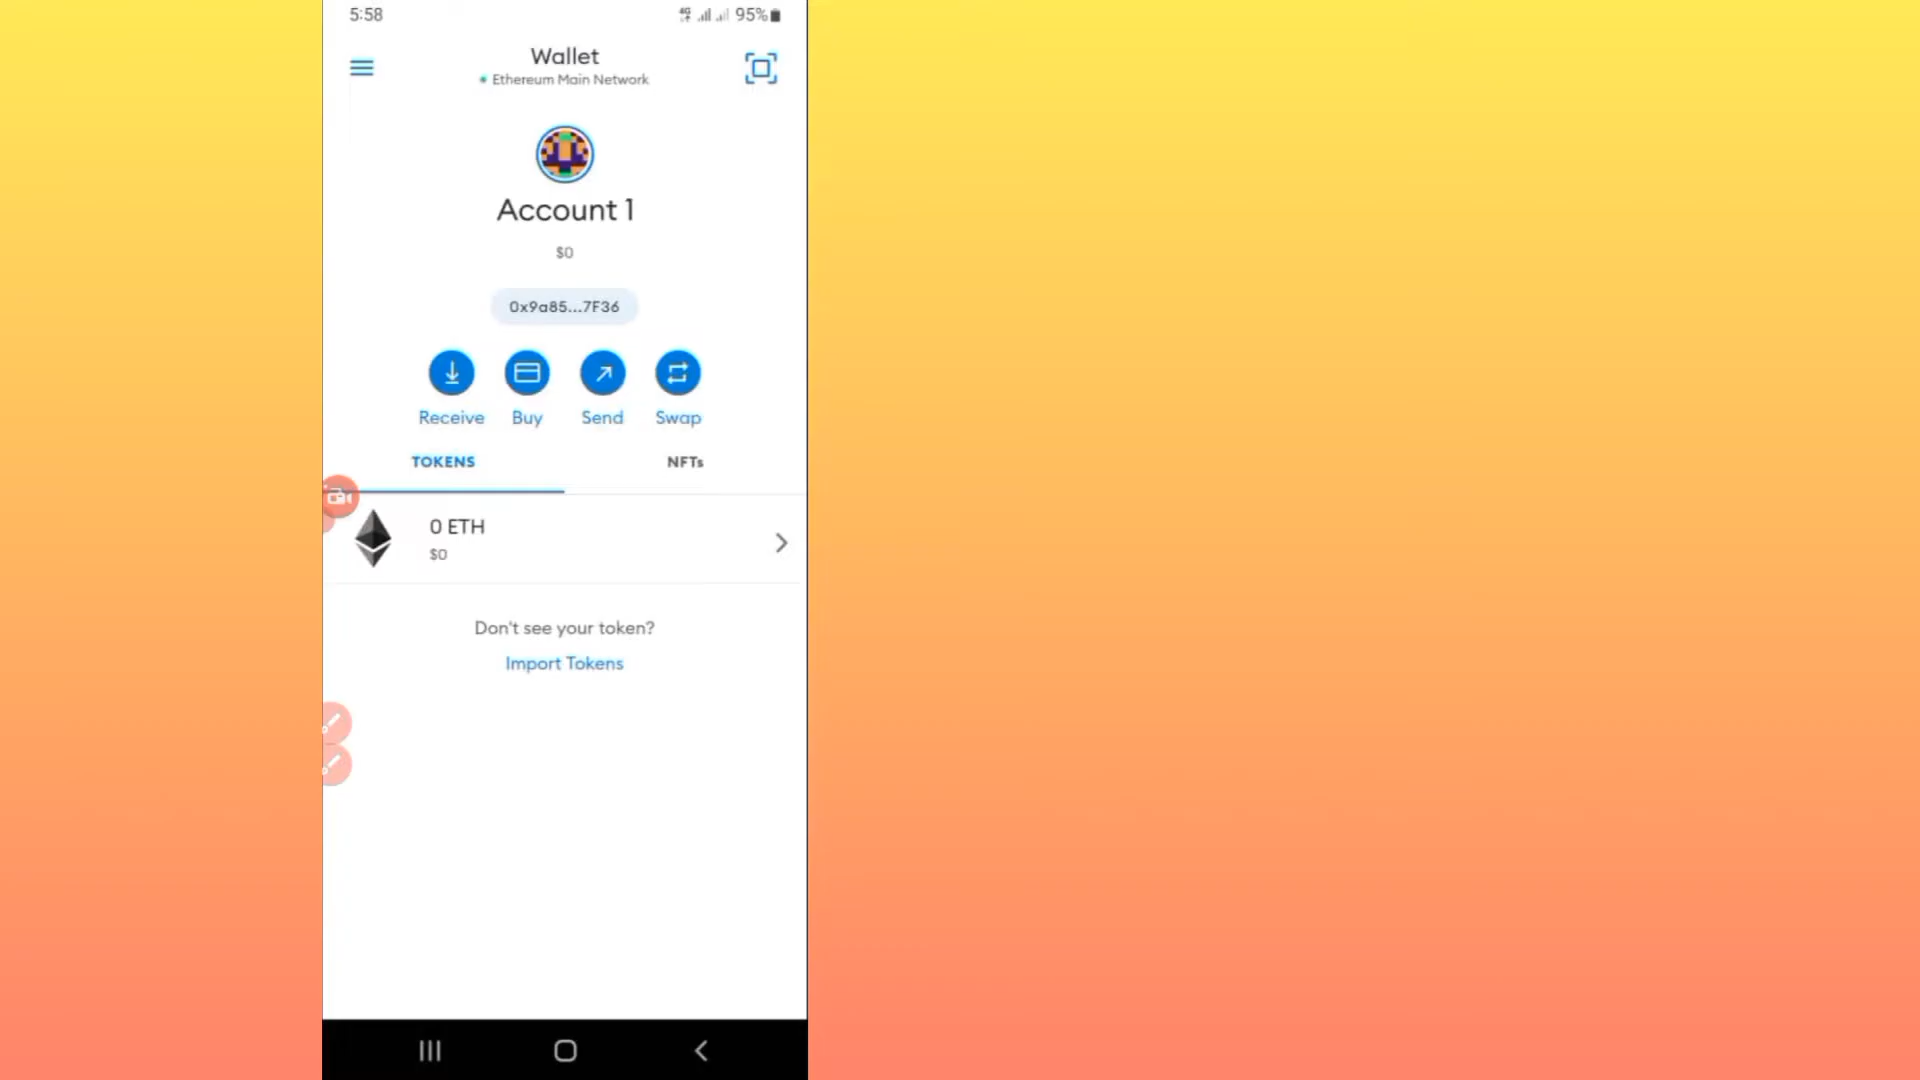 5:58
4G 95%
Wallet
Ethereum Main Network
Account 1
$0
0x9a85...7F36
Receive Buy Send Swap
TOKENS NFTs
0 ETH
$0
Don't see your token?
Import Tokens